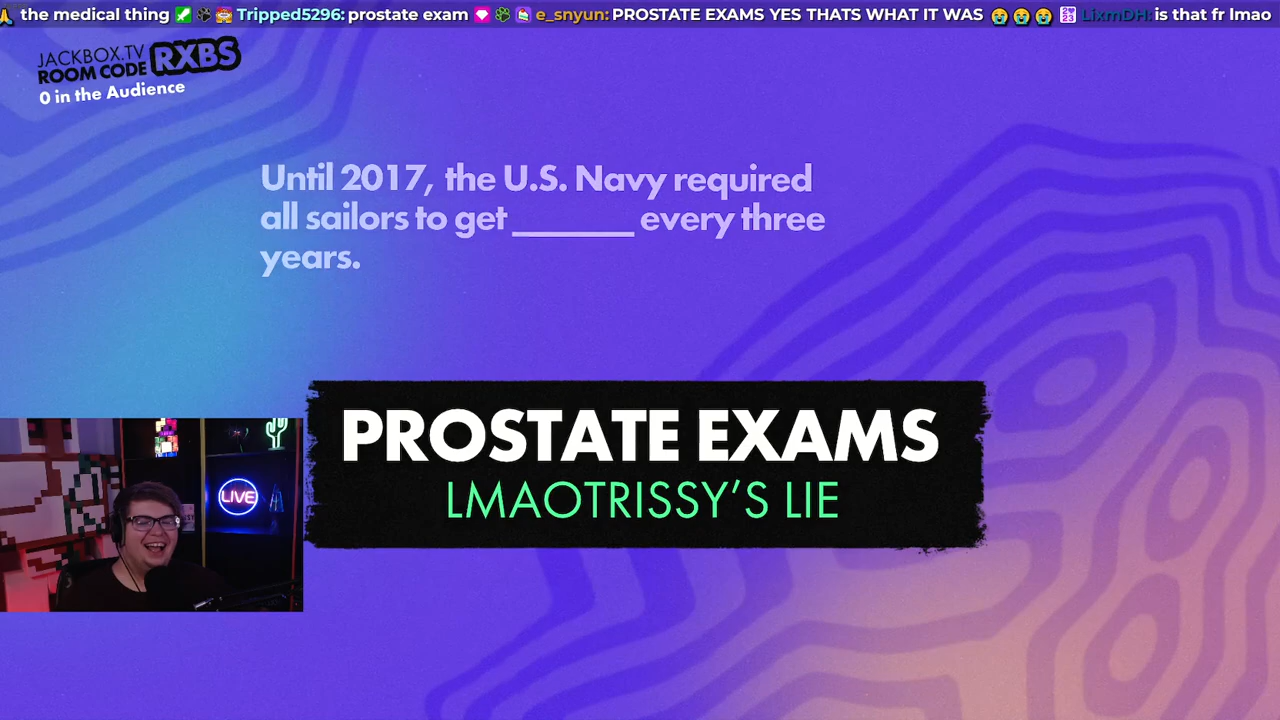 the medical thing Tripped5296: prostate exam e_snyun: PROSTATE EXAMS YES THATS WHAT IT WAS 😭😭😭 LixmDH: is that fr lmao
JACKBOX.TV
ROOM CODE RXBS
0 in the Audience
Until 2017, the U.S. Navy required
all sailors to get ________ every three
years.
PROSTATE EXAMS
LMAOTRISSY'S LIE
LIVE